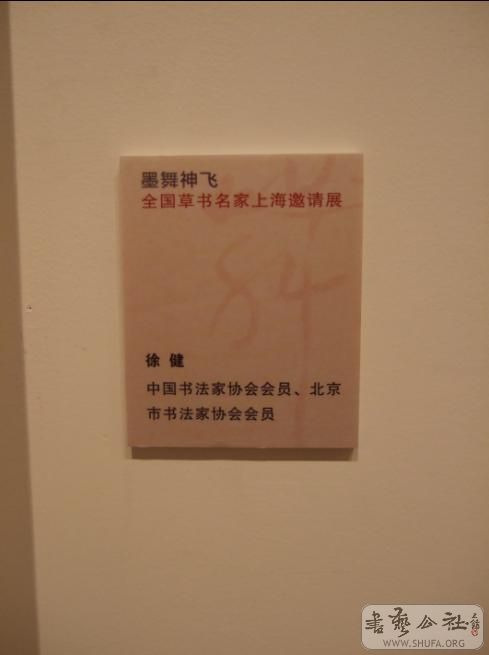 墨舞神飞
全国草书名家上海邀请展
徐 健
中国书法家协会会员、北京
市书法家协会会员
書藝公社
WWW.SHUFA.ORG